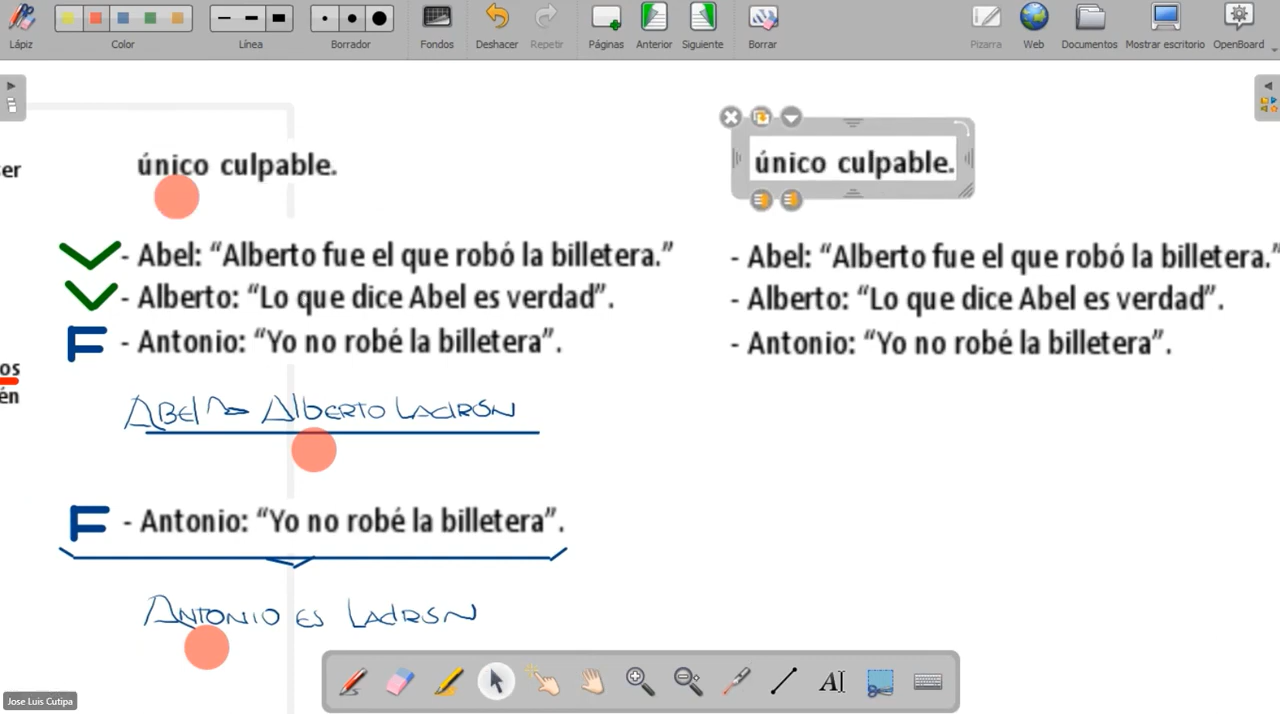 Lápiz
Color
Línea
Borrador
Fondos
Deshacer
Repetir
Páginas
Anterior
Siguiente
Borrar
Pizarra
Web
Documentos
Mostrar escritorio
OpenBoard
ser
único culpable.
- Abel: “Alberto fue el que robó la billetera.”
- Alberto: “Lo que dice Abel es verdad”.
F - Antonio: “Yo no robé la billetera”.
os
én
ABEL Alberto LADRÓN
F - Antonio: “Yo no robé la billetera”.
ANTONIO ES LADRÓN
único culpable.
- Abel: “Alberto fue el que robó la billetera.”
- Alberto: “Lo que dice Abel es verdad”.
- Antonio: “Yo no robé la billetera”.
AI
Jose Luis Cutipa